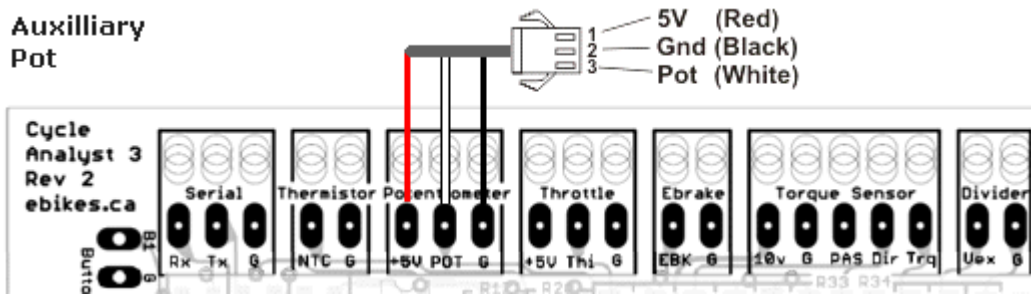 Auxilliary
Pot
1 5V (Red)
2 Gnd (Black)
3 Pot (White)
Cycle
Analyst 3
Rev 2
ebikes.ca
Serial Thermistor Potentiometer Throttle Ebrake Torque Sensor Divider
Rx Tx G NTC G +5V POT G +5V Thi G EBK G 10v G PAS Dir Trq Vex G
B1
G
R33 R34